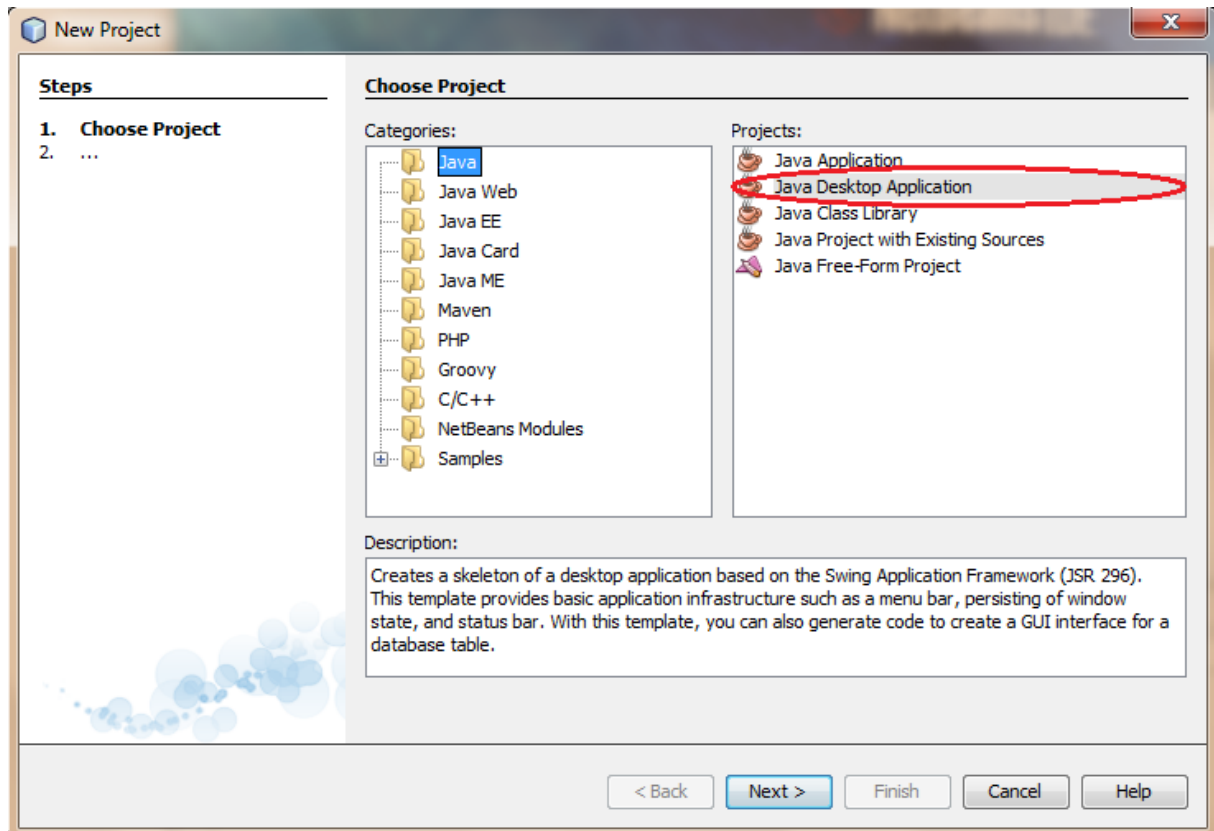 New Project
Steps
1. Choose Project
2. ...
Choose Project
Categories:
Java
Java Web
Java EE
Java Card
Java ME
Maven
PHP
Groovy
C/C++
NetBeans Modules
Samples
Projects:
Java Application
Java Desktop Application
Java Class Library
Java Project with Existing Sources
Java Free-Form Project
Description:
Creates a skeleton of a desktop application based on the Swing Application Framework (JSR 296).
This template provides basic application infrastructure such as a menu bar, persisting of window
state, and status bar. With this template, you can also generate code to create a GUI interface for a
database table.
< Back
Next >
Finish
Cancel
Help